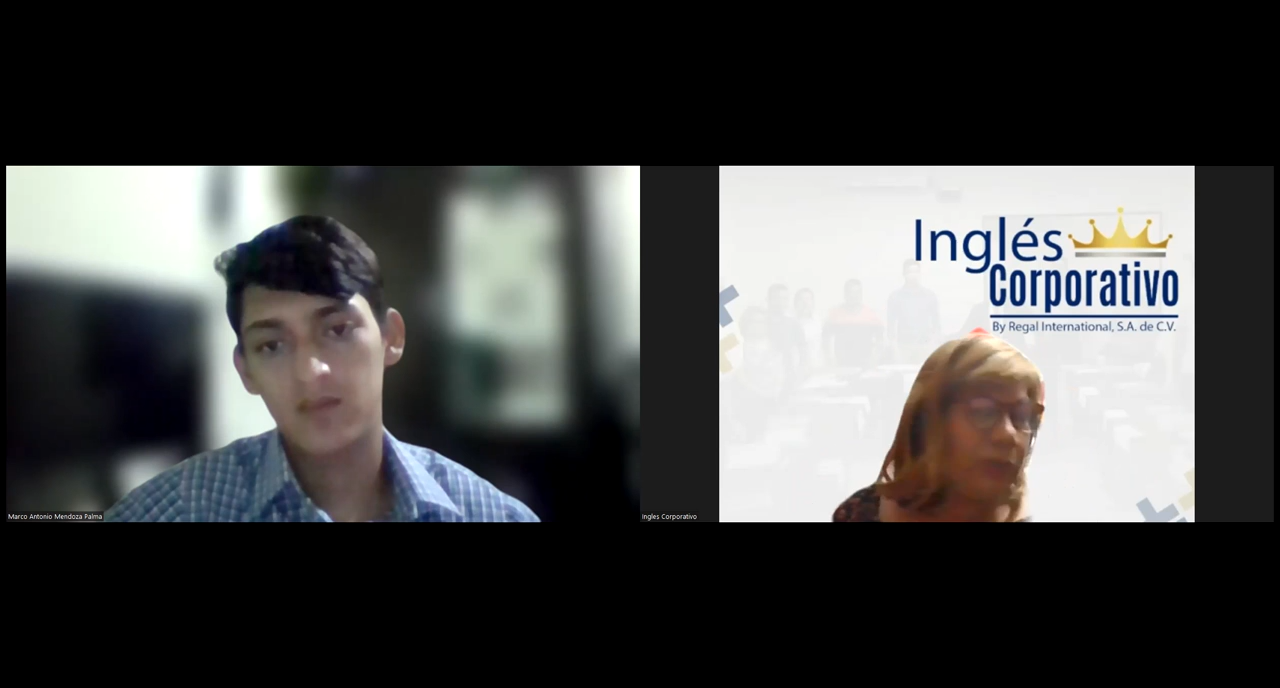 Inglés
Corporativo
By Regal International, S.A. de C.V.
Marco Antonio Mendoza Palma
Ingles Corporativo